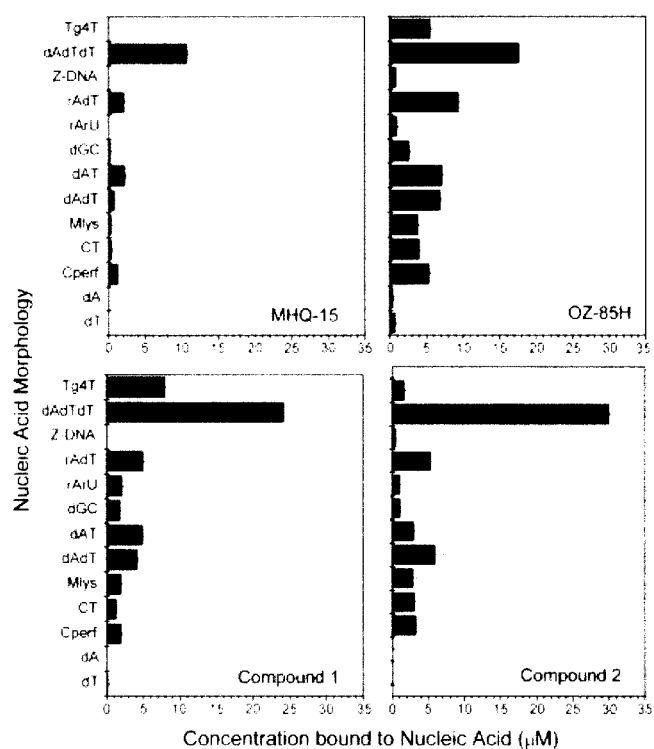 Nucleic Acid Morphology
Tg4T
dAdTdT
Z-DNA
rAdT
rArU
dGC
dAT
dAdT
Mlys
CT
Cperf
dA
dT
MHQ-15
0 5 10 15 20 25 30 35
OZ-85H
0 5 10 15 20 25 30 35
Tg4T
dAdTdT
Z-DNA
rAdT
rArU
dGC
dAT
dAdT
Mlys
CT
Cperf
dA
dT
Compound 1
0 5 10 15 20 25 30 35
Compound 2
0 5 10 15 20 25 30 35
Concentration bound to Nucleic Acid (μM)